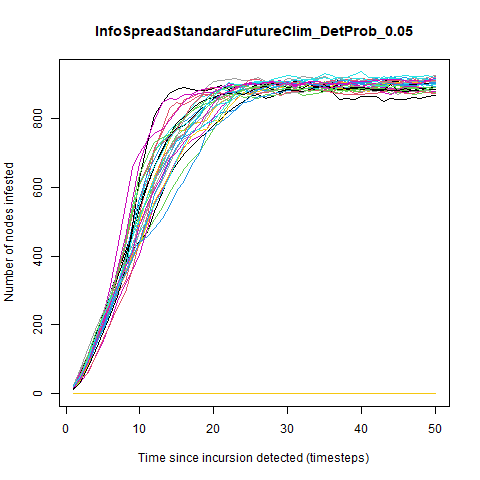 InfoSpreadStandardFutureClim_DetProb_0.05
Number of nodes infested
800
600
400
200
0
0 10 20 30 40 50
Time since incursion detected (timesteps)